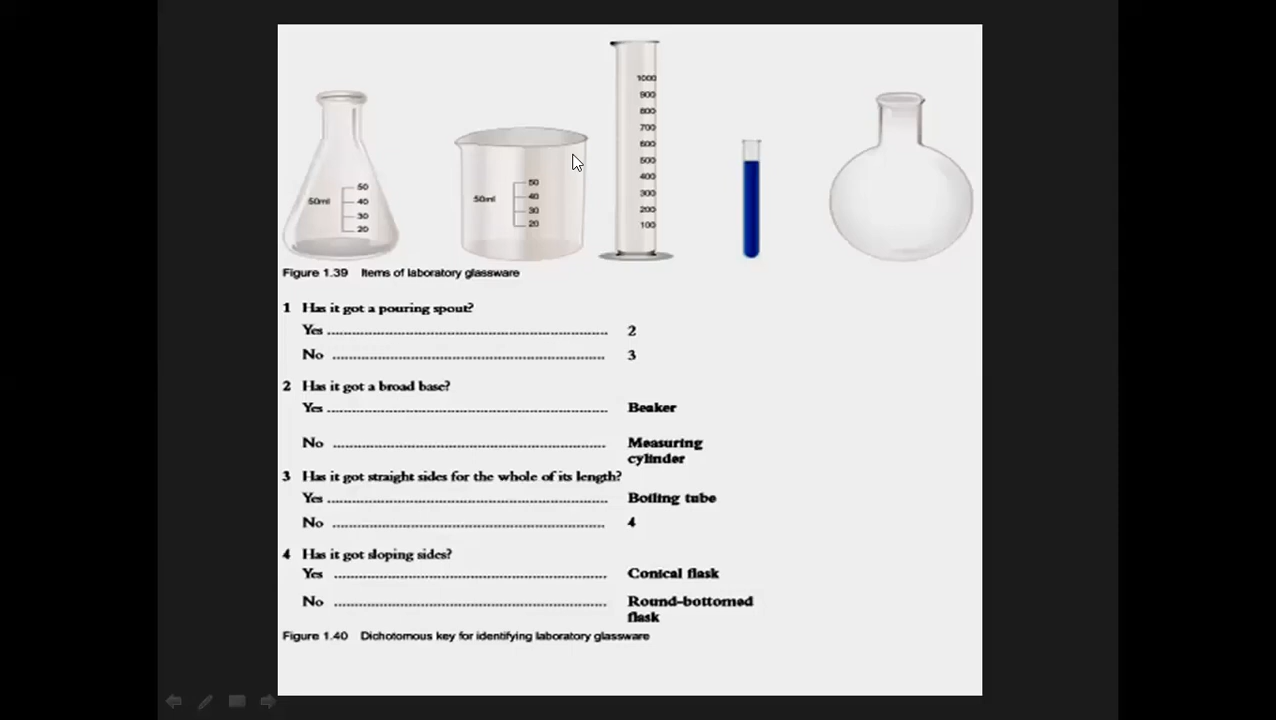 1000
900
800
700
600
500
400
300
200
100
50ml
50
40
30
20
50ml
50
40
30
20
Figure 1.39 Items of laboratory glassware
1 Has it got a pouring spout?
Yes ........................................ 2
No ........................................ 3
2 Has it got a broad base?
Yes ........................................ Beaker
No ........................................ Measuring
cylinder
3 Has it got straight sides for the whole of its length?
Yes ........................................ Boiling tube
No ........................................ 4
4 Has it got sloping sides?
Yes ........................................ Conical flask
No ........................................ Round-bottomed
flask
Figure 1.40 Dichotomous key for identifying laboratory glassware